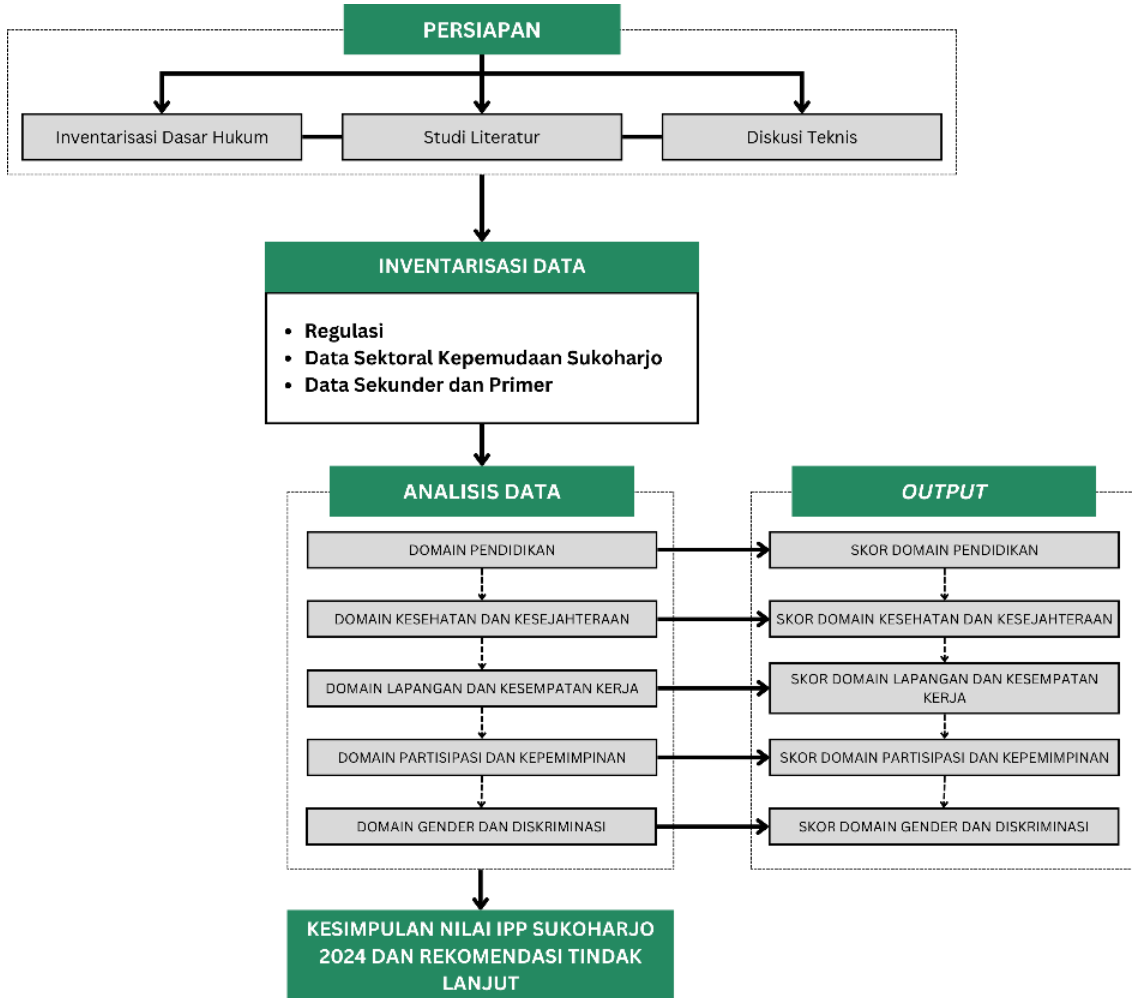 PERSIAPAN
Inventarisasi Dasar Hukum
Studi Literatur
Diskusi Teknis
INVENTARISASI DATA
• Regulasi
• Data Sektoral Kepemudaan Sukoharjo
• Data Sekunder dan Primer
ANALISIS DATA
OUTPUT
DOMAIN PENDIDIKAN
SKOR DOMAIN PENDIDIKAN
DOMAIN KESEHATAN DAN KESEJAHTERAAN
SKOR DOMAIN KESEHATAN DAN KESEJAHTERAAN
DOMAIN LAPANGAN DAN KESEMPATAN KERJA
SKOR DOMAIN LAPANGAN DAN KESEMPATAN
KERJA
DOMAIN PARTISIPASI DAN KEPEMIMPINAN
SKOR DOMAIN PARTISIPASI DAN KEPEMIMPINAN
DOMAIN GENDER DAN DISKRIMINASI
SKOR DOMAIN GENDER DAN DISKRIMINASI
KESIMPULAN NILAI IPP SUKOHARJO
2024 DAN REKOMENDASI TINDAK
LANJUT